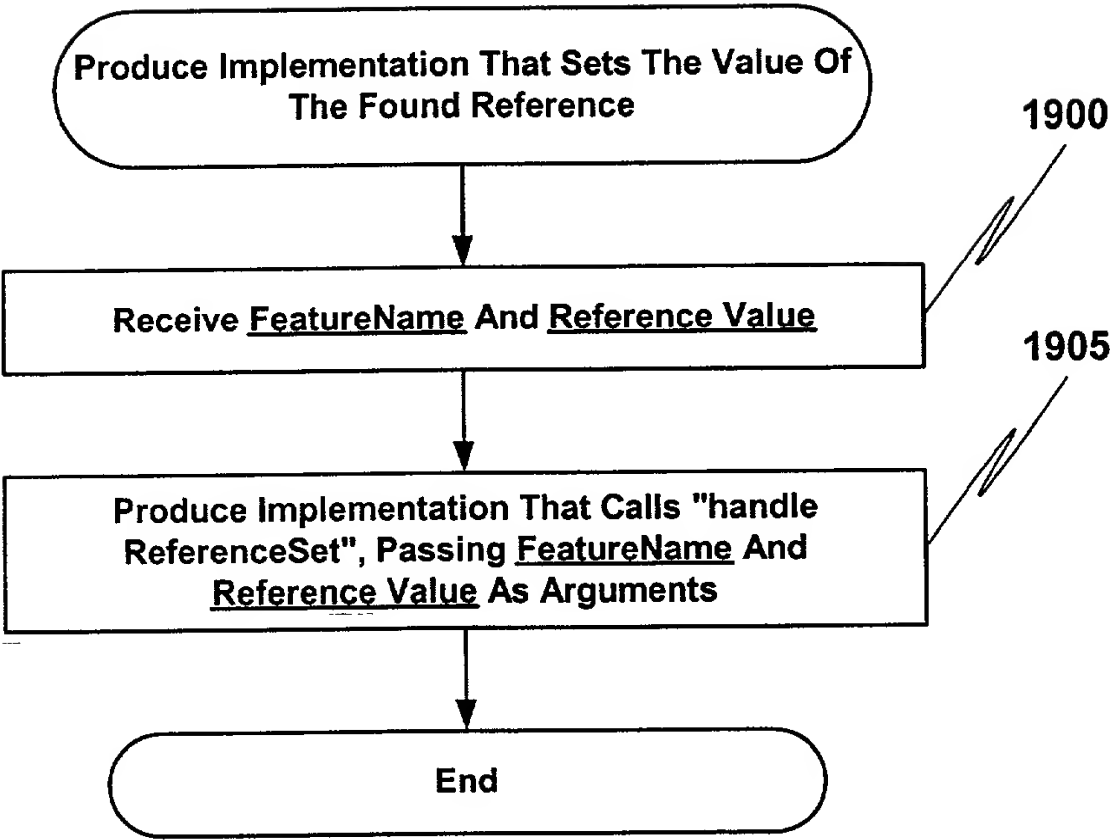 Produce Implementation That Sets The Value Of
The Found Reference
1900
Receive FeatureName And Reference Value
1905
Produce Implementation That Calls "handle
ReferenceSet", Passing FeatureName And
Reference Value As Arguments
End